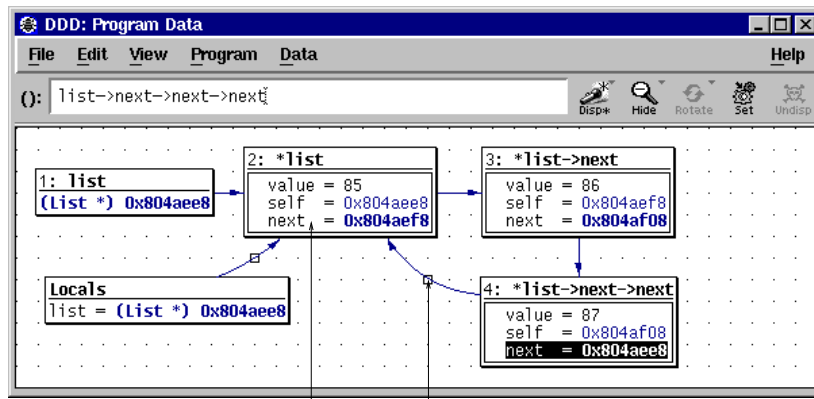 DDD: Program Data
File Edit View Program Data Help
(): list->next->next->next
Disp* Hide Rotate Set Undisp
1: list
(List *) 0x804aee8
2: *list
value = 85
self = 0x804aee8
next = 0x804aef8
3: *list->next
value = 86
self = 0x804aef8
next = 0x804af08
Locals
list = (List *) 0x804aee8
4: *list->next->next
value = 87
self = 0x804af08
next = 0x804aee8